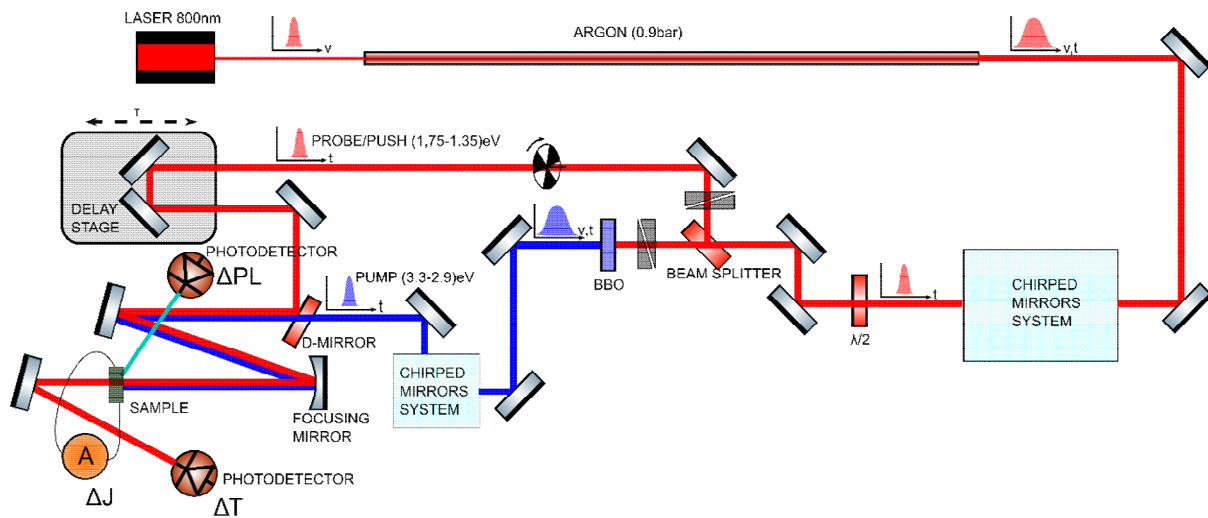 LASER 800nm
ν
ARGON (0.9bar)
ν,t
T
PROBE/PUSH (1,75-1.35)eV
t
DELAY
STAGE
ν,t
PHOTODETECTOR
ΔPL
PUMP (3.3-2.9)eV
t
BBO
BEAM SPLITTER
t
λ/2
CHIRPED
MIRRORS
SYSTEM
D-MIRROR
CHIRPED
MIRRORS
SYSTEM
SAMPLE
FOCUSING
MIRROR
A
ΔJ
PHOTODETECTOR
ΔT